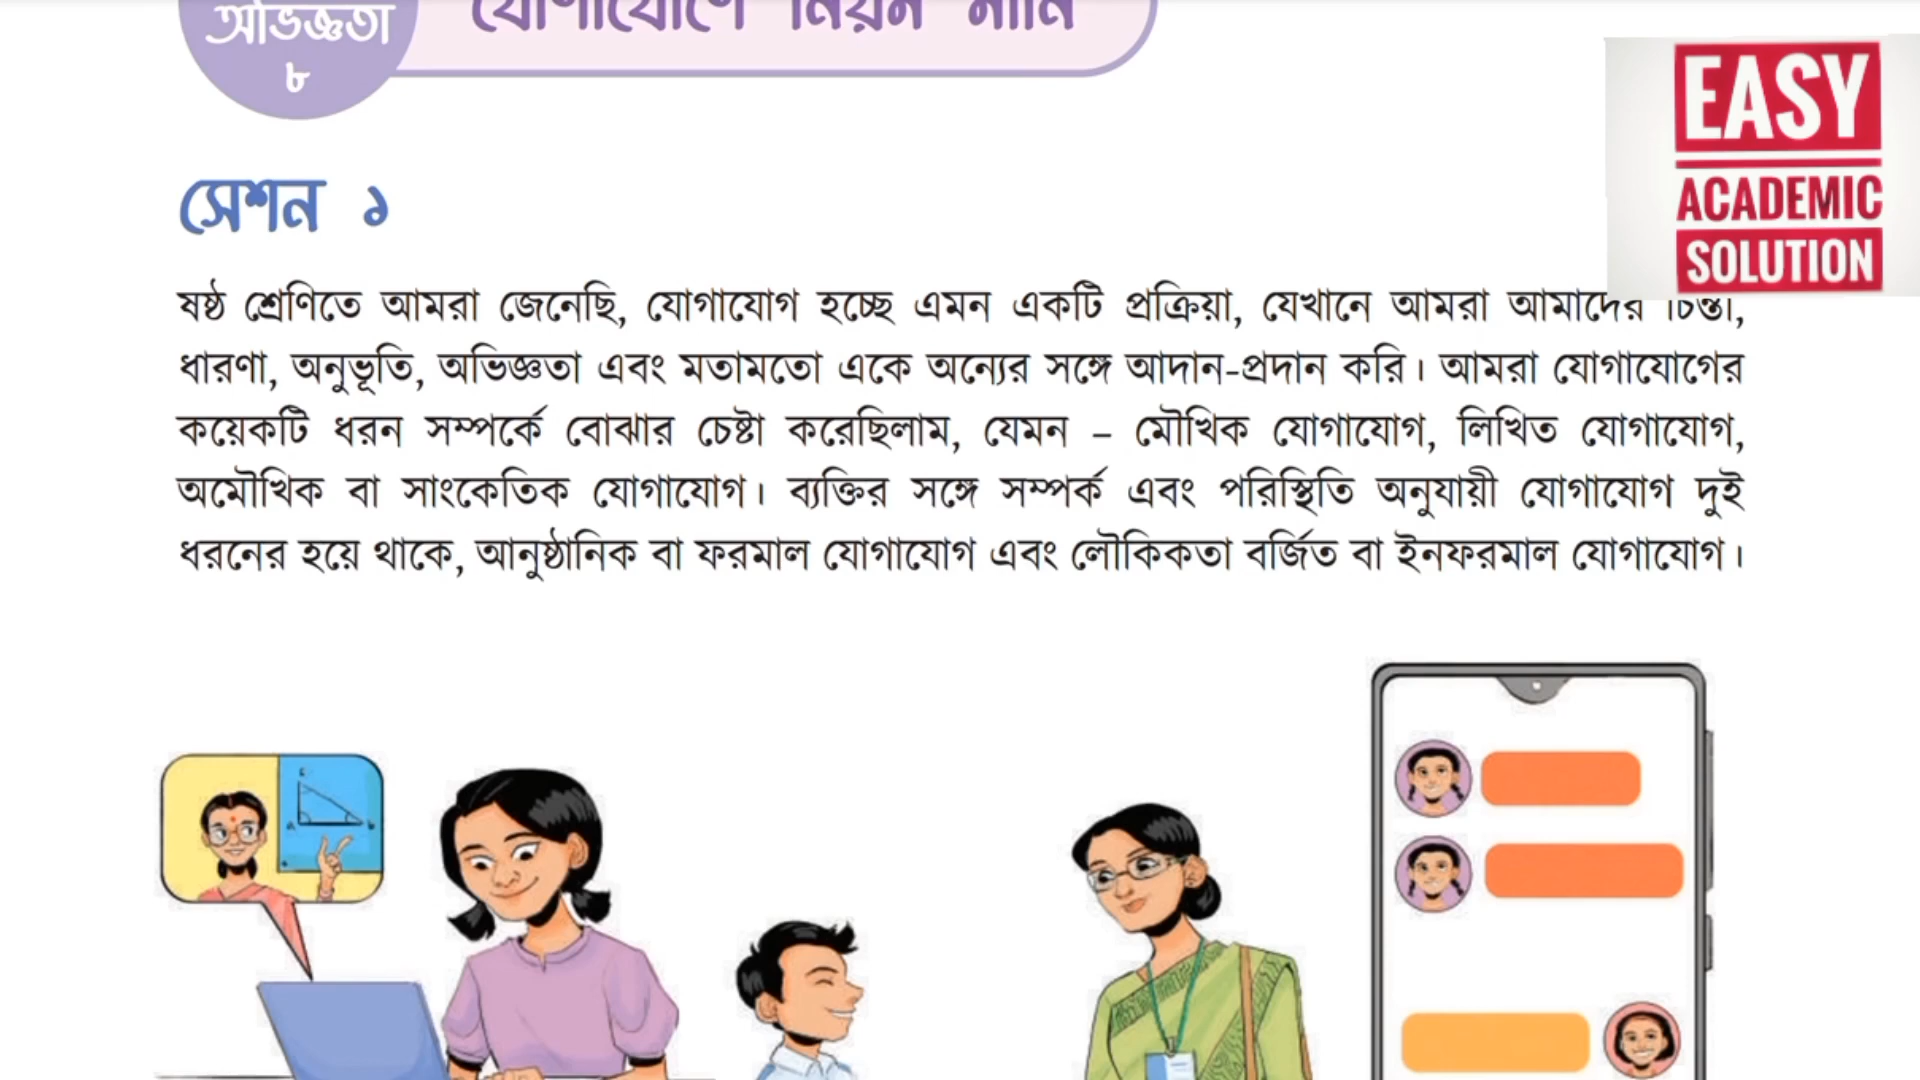 অভিজ্ঞতা
৮
যোগাযোগে নিয়ম মানি
EASY
ACADEMIC
SOLUTION
সেশন ১
ষষ্ঠ শ্রেণিতে আমরা জেনেছি, যোগাযোগ হচ্ছে এমন একটি প্রক্রিয়া, যেখানে আমরা আমাদের চিন্তা,
ধারণা, অনুভূতি, অভিজ্ঞতা এবং মতামতো একে অন্যের সঙ্গে আদান-প্রদান করি। আমরা যোগাযোগের
কয়েকটি ধরন সম্পর্কে বোঝার চেষ্টা করেছিলাম, যেমন – মৌখিক যোগাযোগ, লিখিত যোগাযোগ,
অমৌখিক বা সাংকেতিক যোগাযোগ। ব্যক্তির সঙ্গে সম্পর্ক এবং পরিস্থিতি অনুযায়ী যোগাযোগ দুই
ধরনের হয়ে থাকে, আনুষ্ঠানিক বা ফরমাল যোগাযোগ এবং লৌকিকতা বর্জিত বা ইনফরমাল যোগাযোগ।